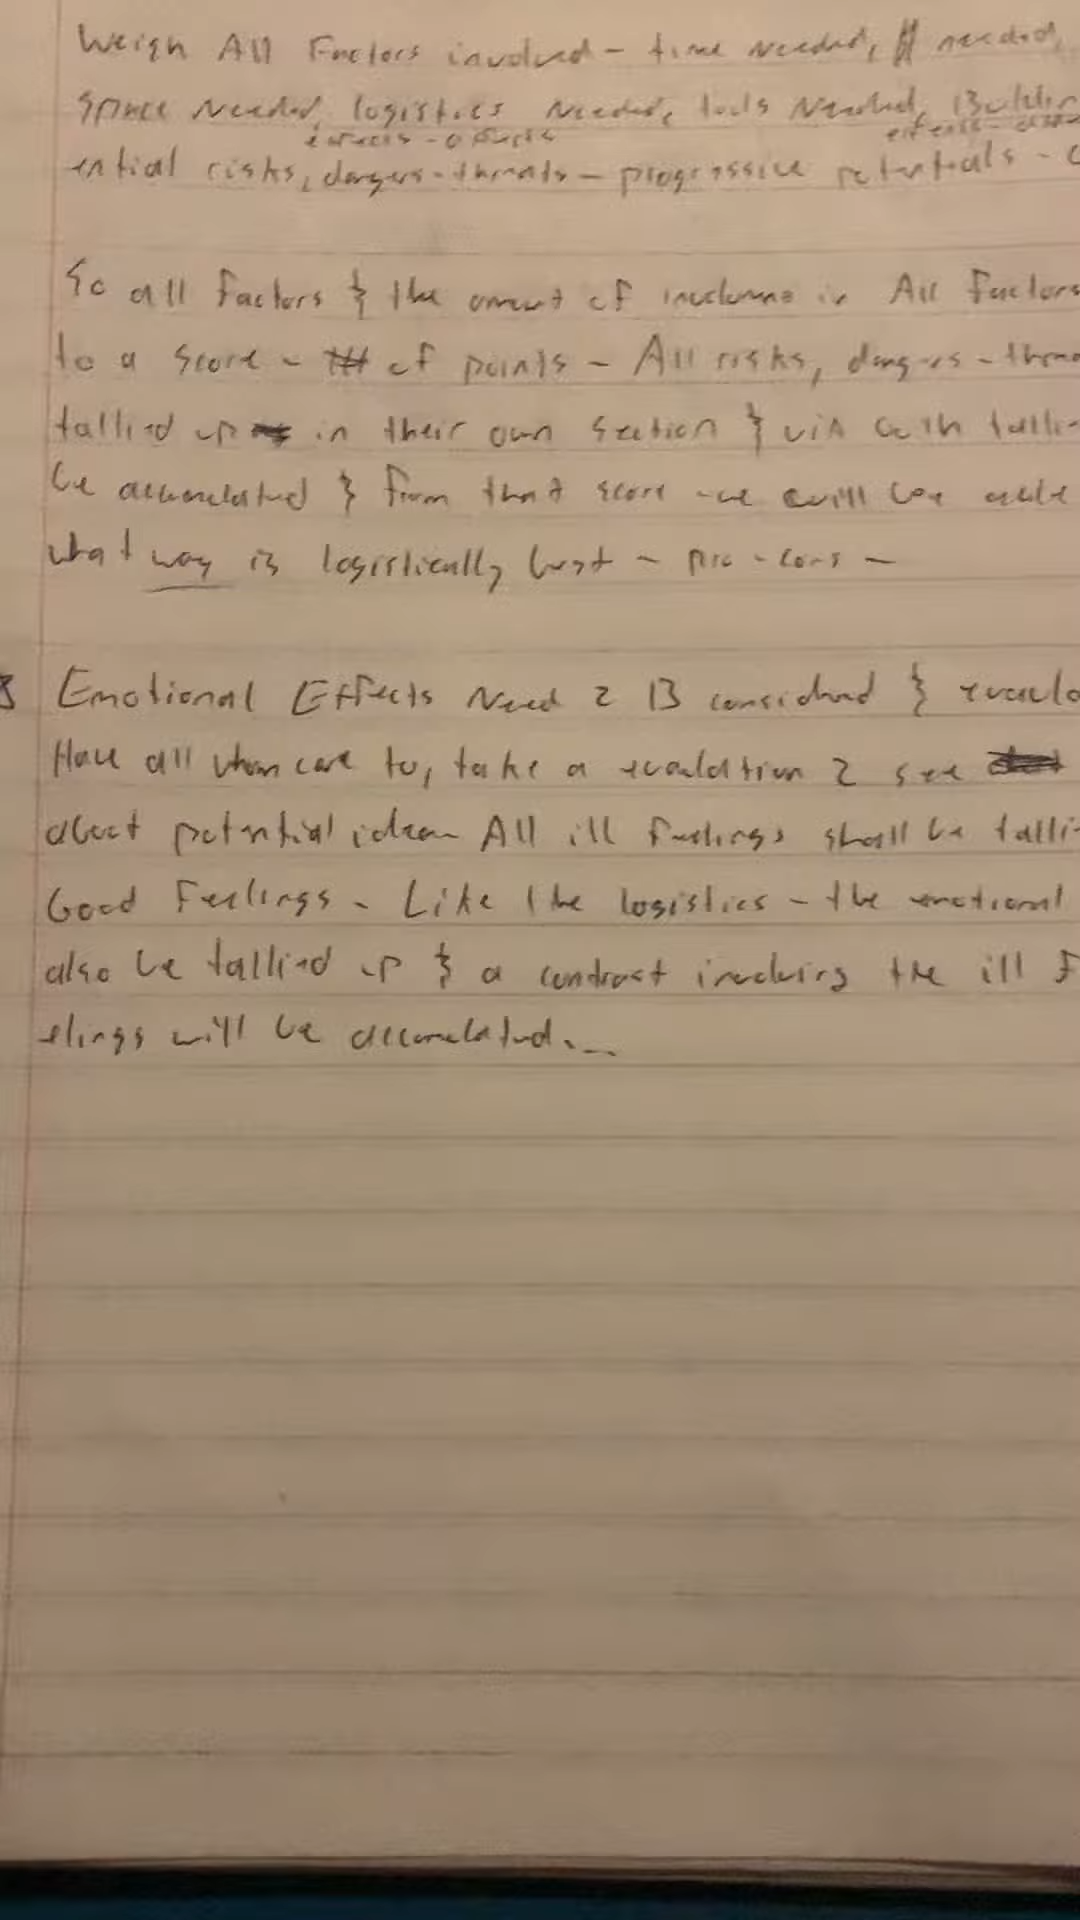 Weigh All Factors involved - time needed, $ needed,
Space Needed, logistics Needed, tools Needed,
ential risks, dangers - threats - progressive potentials -
So all factors & the amount of in All Factors
to a score - # of points - All risks, dangers -
tallied up in their own section & via both
be accumulated & from that score - we will be able
what way is logistically best - pro - cons -
Emotional Effects Need 2 B considered &
Have all whom care to, take a evaluation 2 see
about potential ideas All ill feelings shall be
Good Feelings - Like the logistics - the emotional
also be tallied up & a contrast involving the ill
elings will be accumulated...